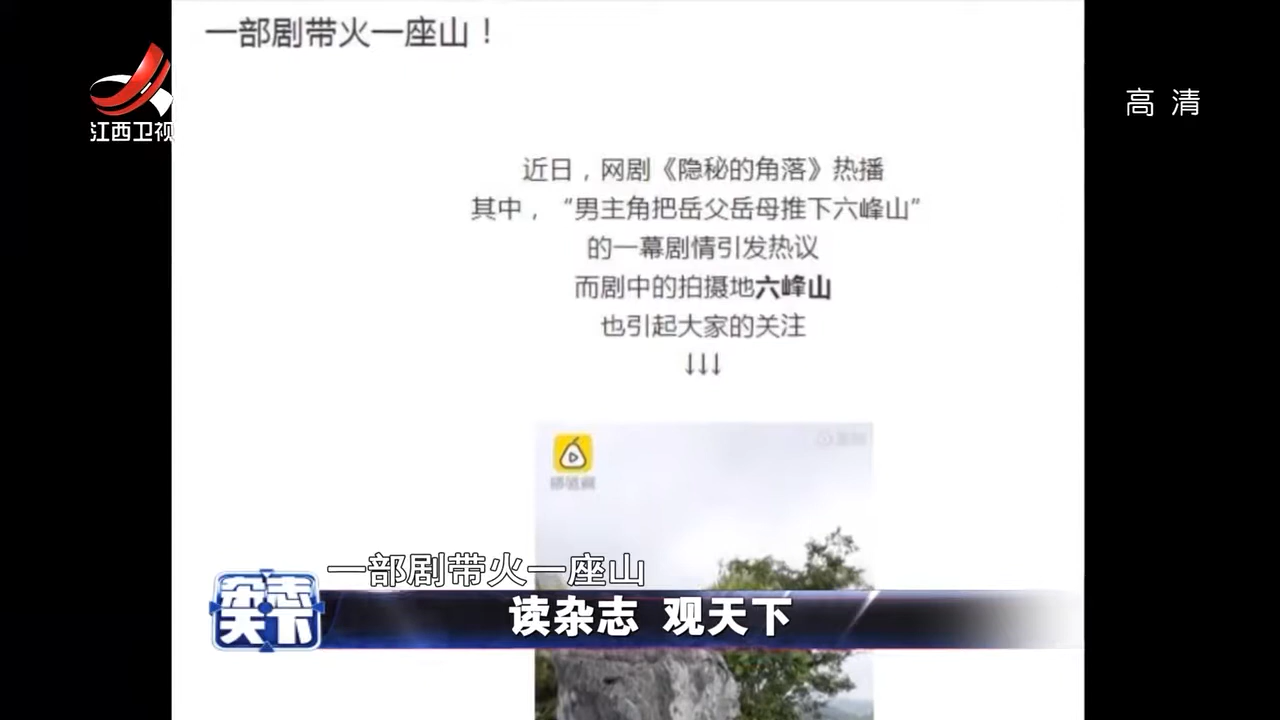 一部剧带火一座山！
江西卫视
高清
近日，网剧《隐秘的角落》热播
其中，“男主角把岳父岳母推下六峰山”
的一幕剧情引发热议
而剧中的拍摄地六峰山
也引起大家的关注
↓↓↓
一部剧带火一座山
杂志
天下
读杂志 观天下